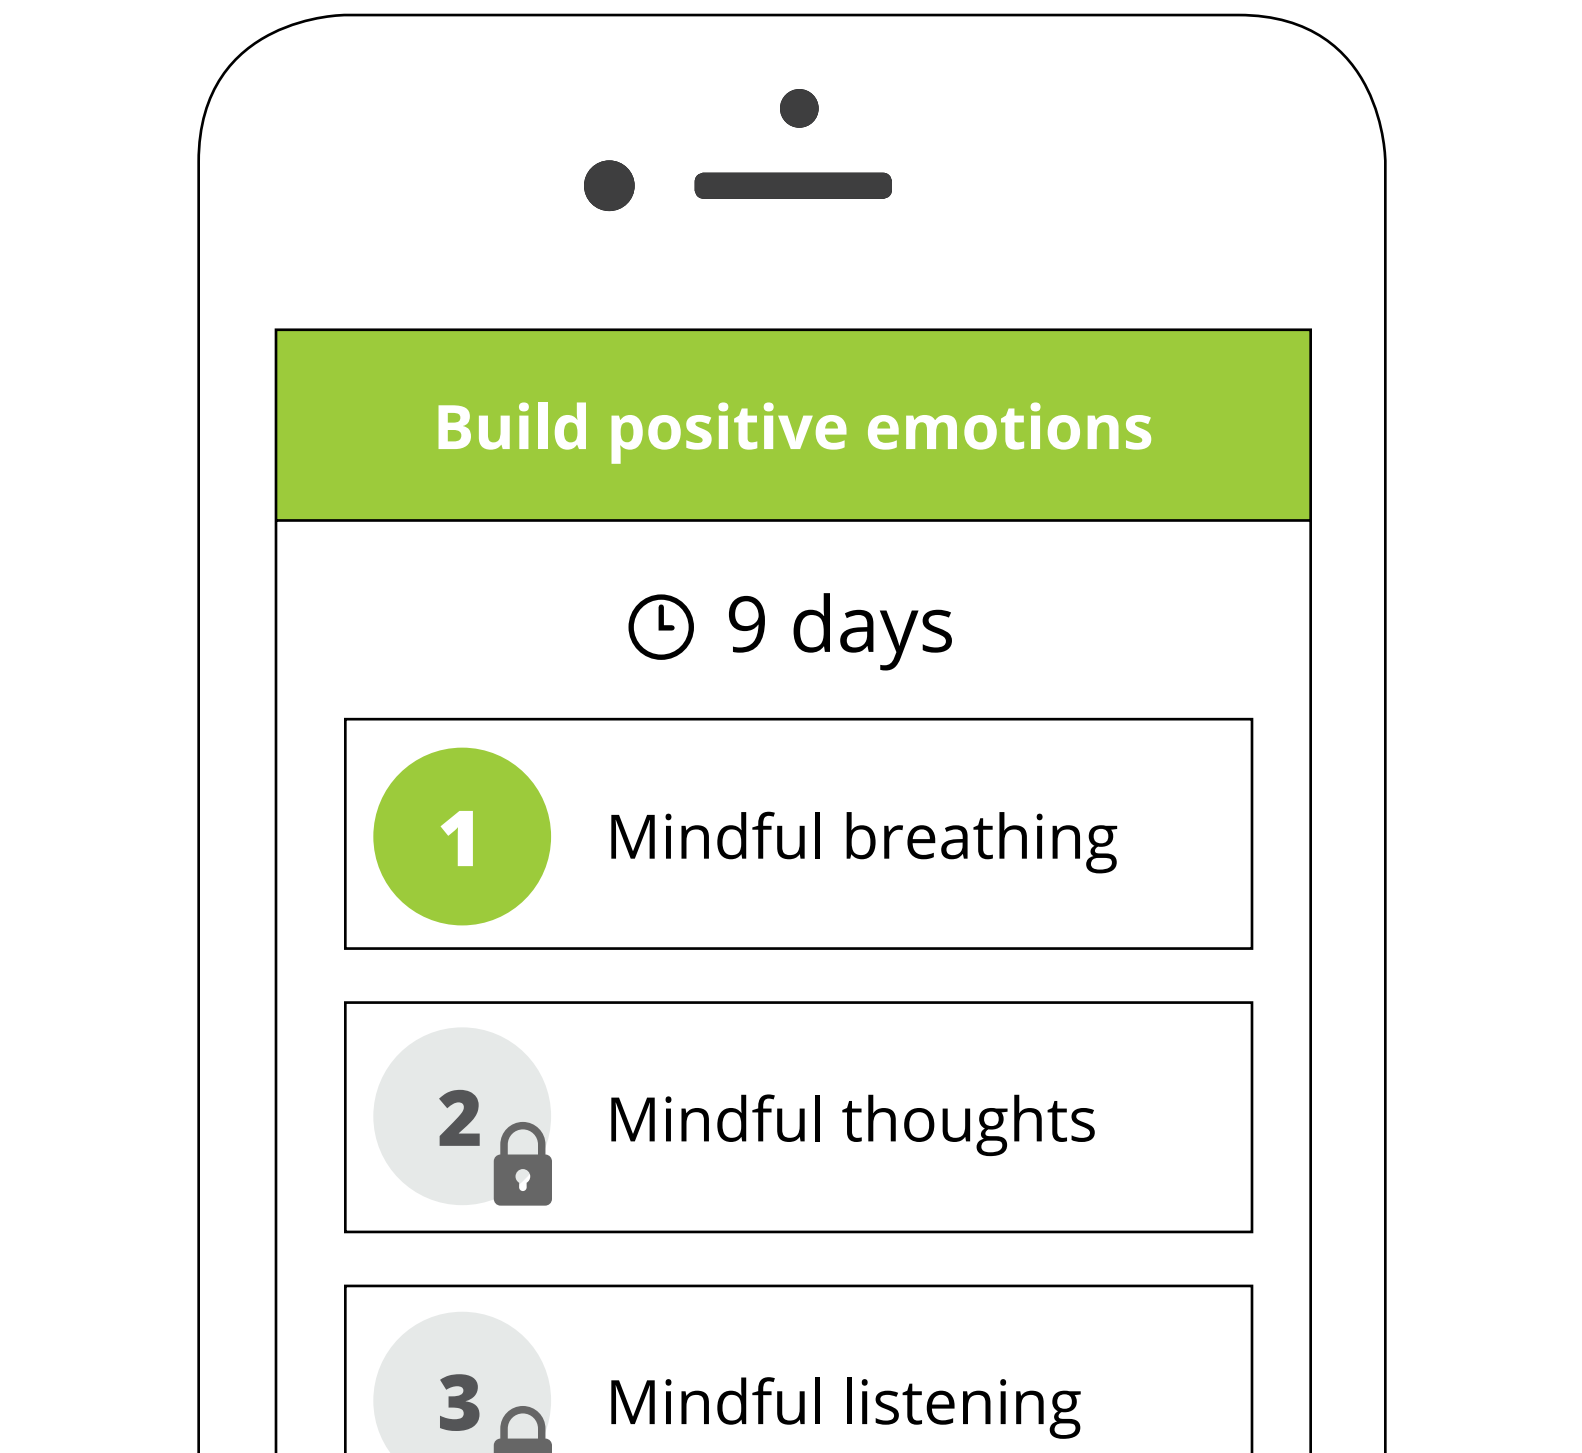 Build positive emotions
9 days
1 Mindful breathing
2 Mindful thoughts
3 Mindful listening